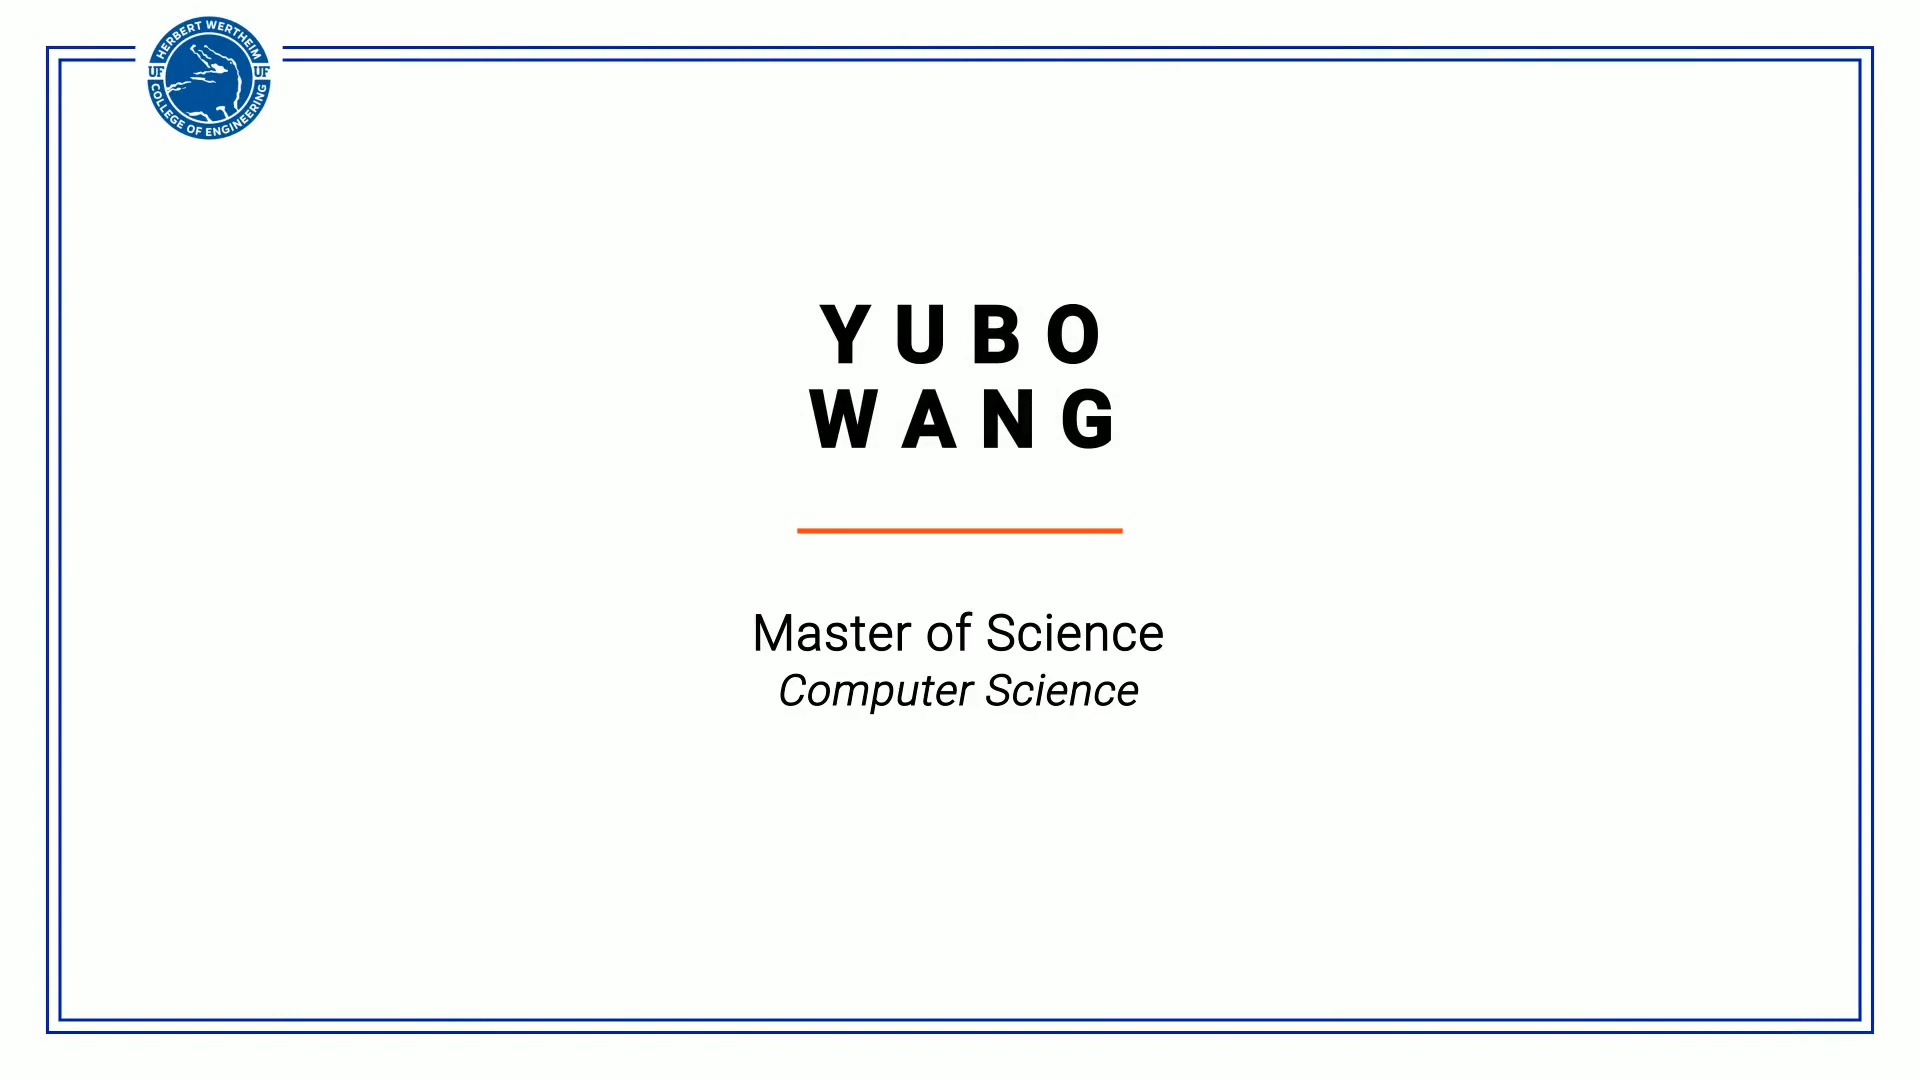 HERBERT WERTHEIM
UF UF
COLLEGE OF ENGINEERING
YUBO
WANG
Master of Science
Computer Science